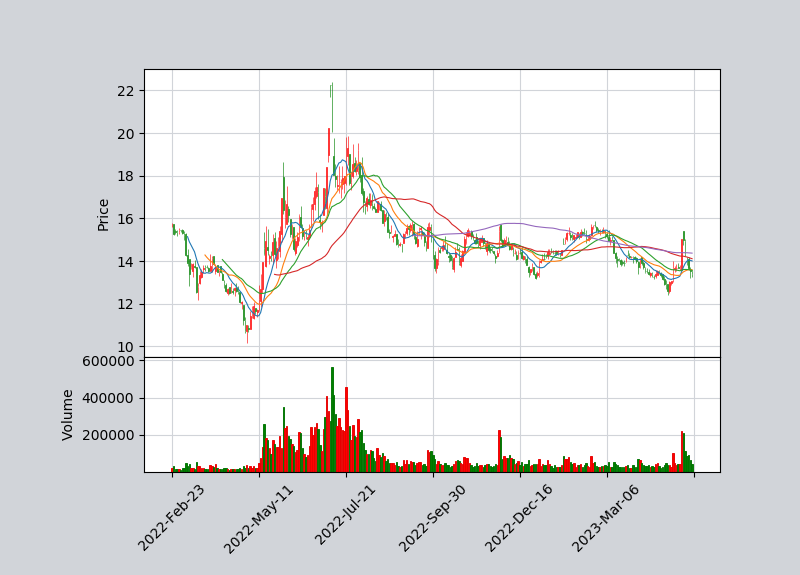 22
20
18
16
14
12
10
Price
600000
400000
200000
Volume
2022-Feb-23
2022-May-11
2022-Jul-21
2022-Sep-30
2022-Dec-16
2023-Mar-06